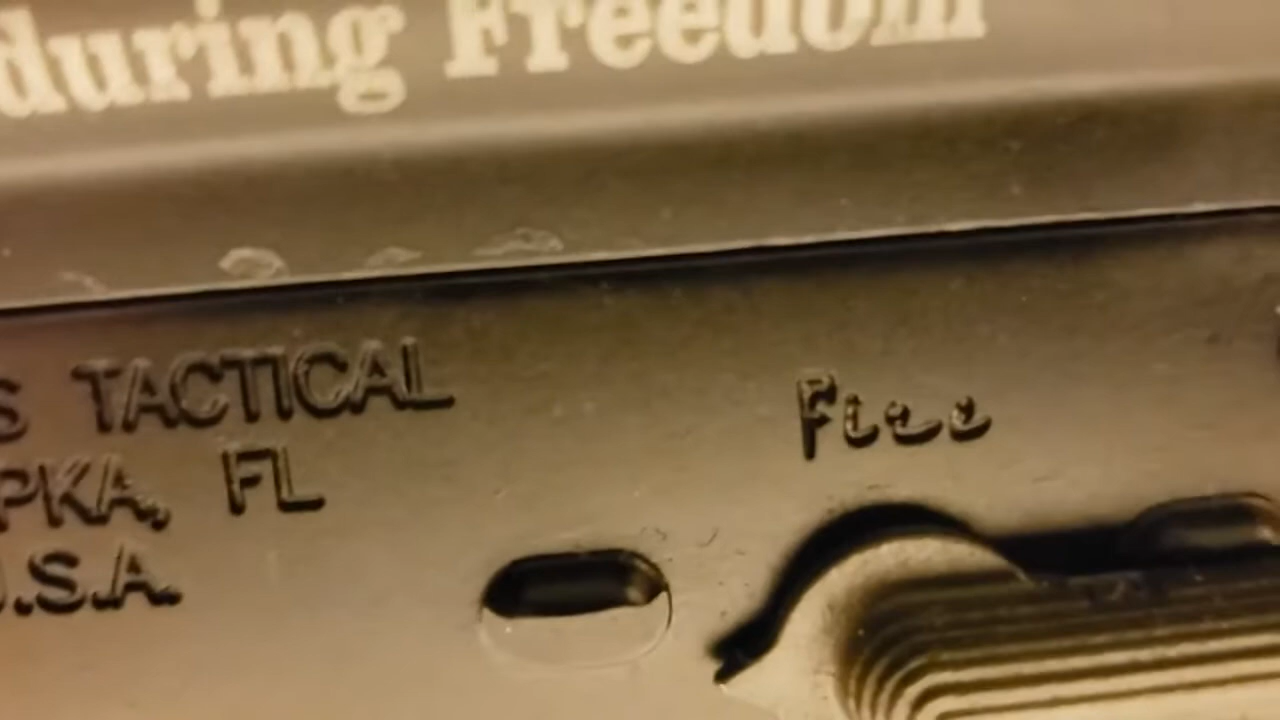 during Freedom
S TACTICAL
PKA, FL
.S.A.
Fire